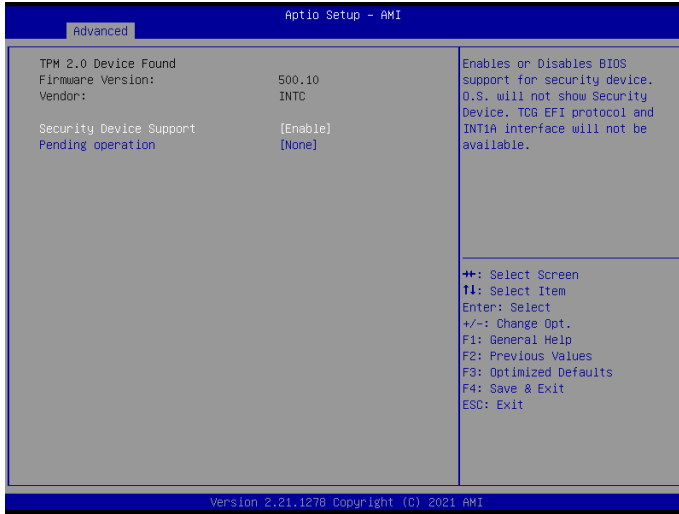 Aptio Setup - AMI
Advanced
TPM 2.0 Device Found
Firmware Version: 500.10
Vendor: INTC
Security Device Support [Enable]
Pending operation [None]
Enables or Disables BIOS
support for security device.
O.S. will not show Security
Device. TCG EFI protocol and
INT1A interface will not be
available.
→←: Select Screen
↑↓: Select Item
Enter: Select
+/-: Change Opt.
F1: General Help
F2: Previous Values
F3: Optimized Defaults
F4: Save & Exit
ESC: Exit
Version 2.21.1278 Copyright (C) 2021 AMI